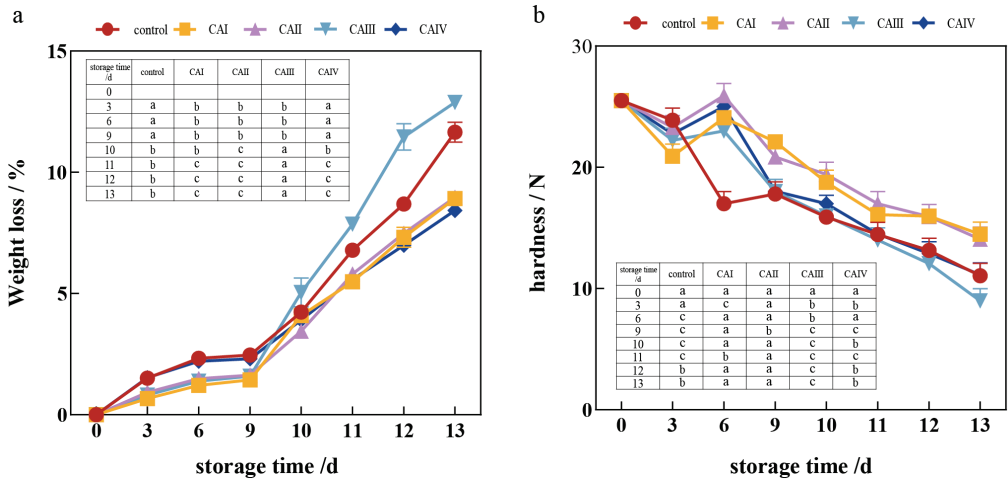 a
control CAI CAII CAIII CAIV
15
10
5
0
Weight loss / %
storage time /d control CAI CAII CAIII CAIV
0
3 a b b b a
6 a b b b a
9 a b b b a
10 b b c a b
11 b c c a c
12 b c c a c
13 b c c a c
0 3 6 9 10 11 12 13
storage time /d
b
control CAI CAII CAIII CAIV
30
20
10
0
hardness / N
storage time /d control CAI CAII CAIII CAIV
0 a a a a a
3 a c a b b
6 c a a b a
9 c a b c c
10 c a a c b
11 c b a c c
12 b a a c b
13 b a a c b
0 3 6 9 10 11 12 13
storage time /d